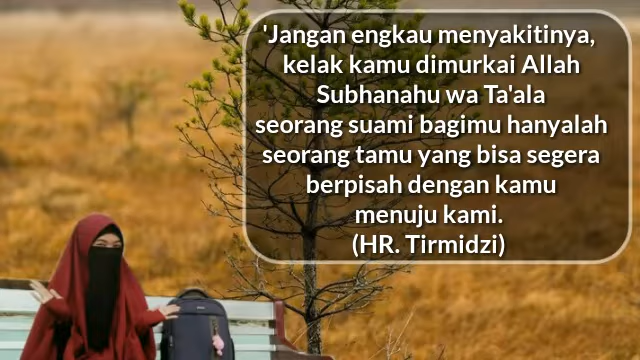 'Jangan engkau menyakitinya,
kelak kamu dimurkai Allah
Subhanahu wa Ta'ala
seorang suami bagimu hanyalah
seorang tamu yang bisa segera
berpisah dengan kamu
menuju kami.
(HR. Tirmidzi)